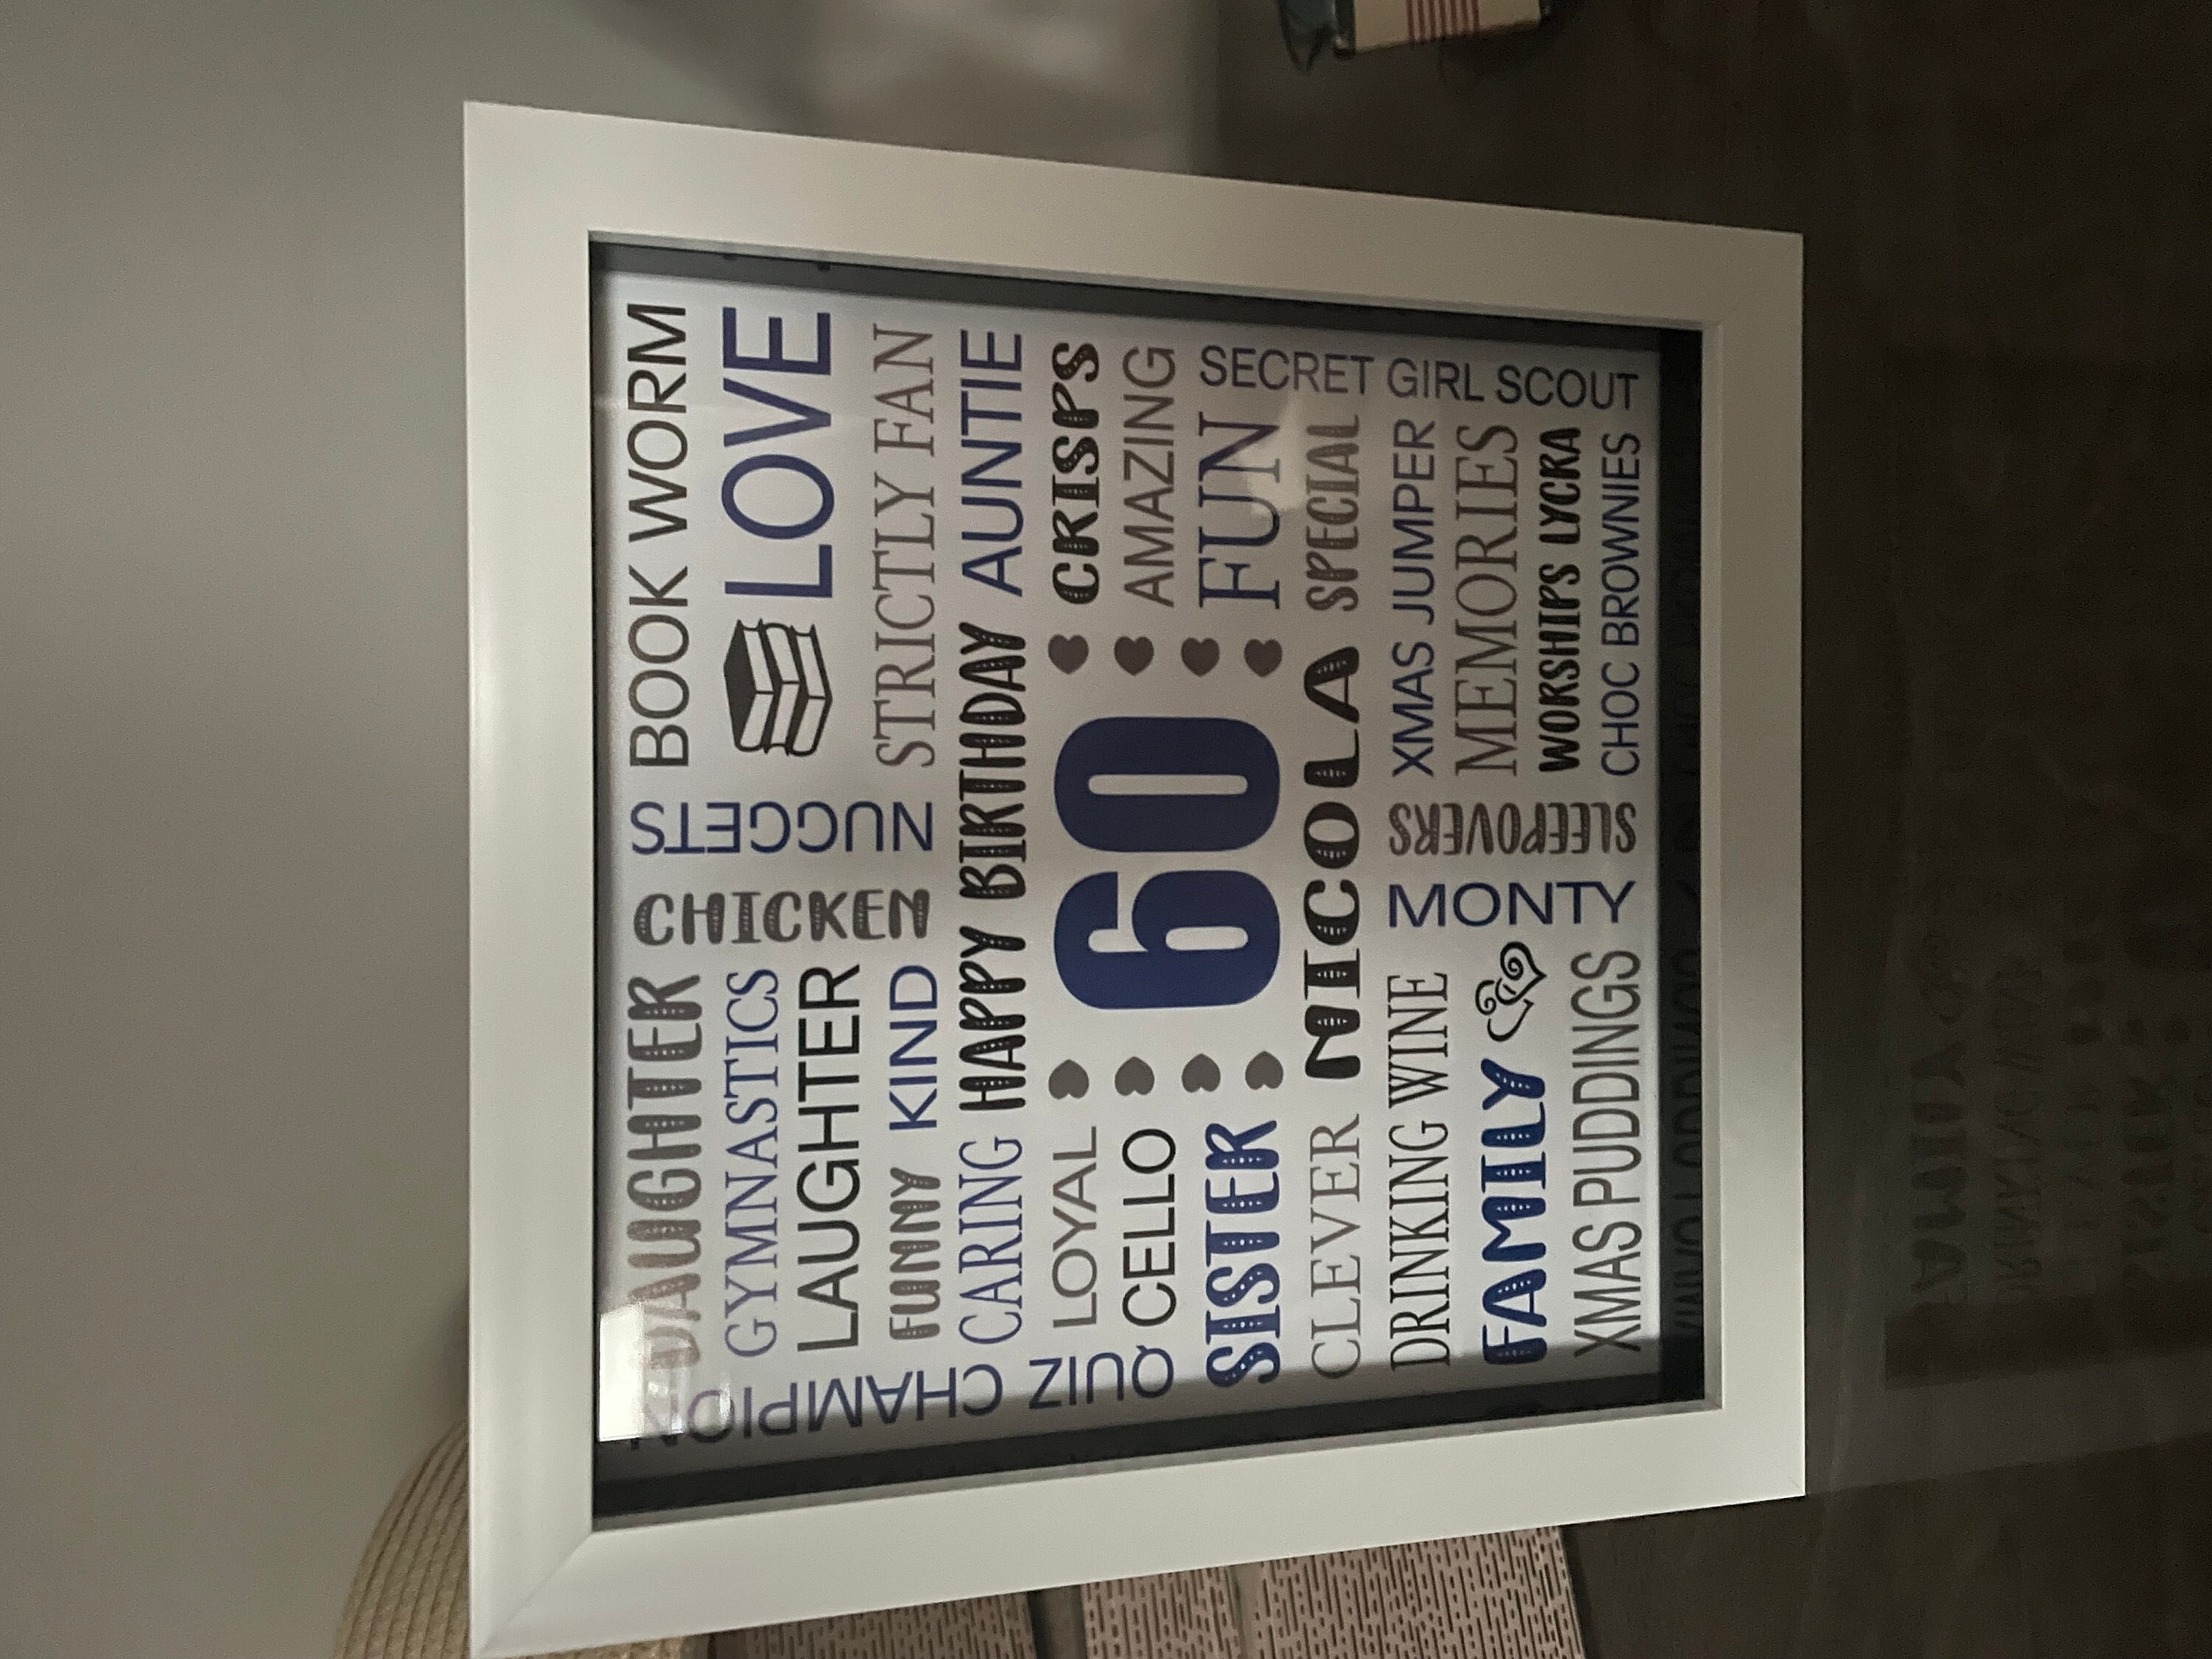 QUIZ CHAMPION
DAUGHTER
GYMNASTICS
LAUGHTER
FUNNY KIND
CHICKEN
NUGGETS
BOOK WORM
LOVE
STRICTLY FAN
CARING HAPPY BIRTHDAY AUNTIE
LOYAL
CELLO
SISTER
60
CRISPS
AMAZING
FUN
SECRET GIRL SCOUT
CLEVER NICOLA SPECIAL
DRINKING WINE
FAMILY
XMAS PUDDINGS
MONTY
SLEEPOVERS
XMAS JUMPER
MEMORIES
WORSHIPS LYCRA
CHOC BROWNIES